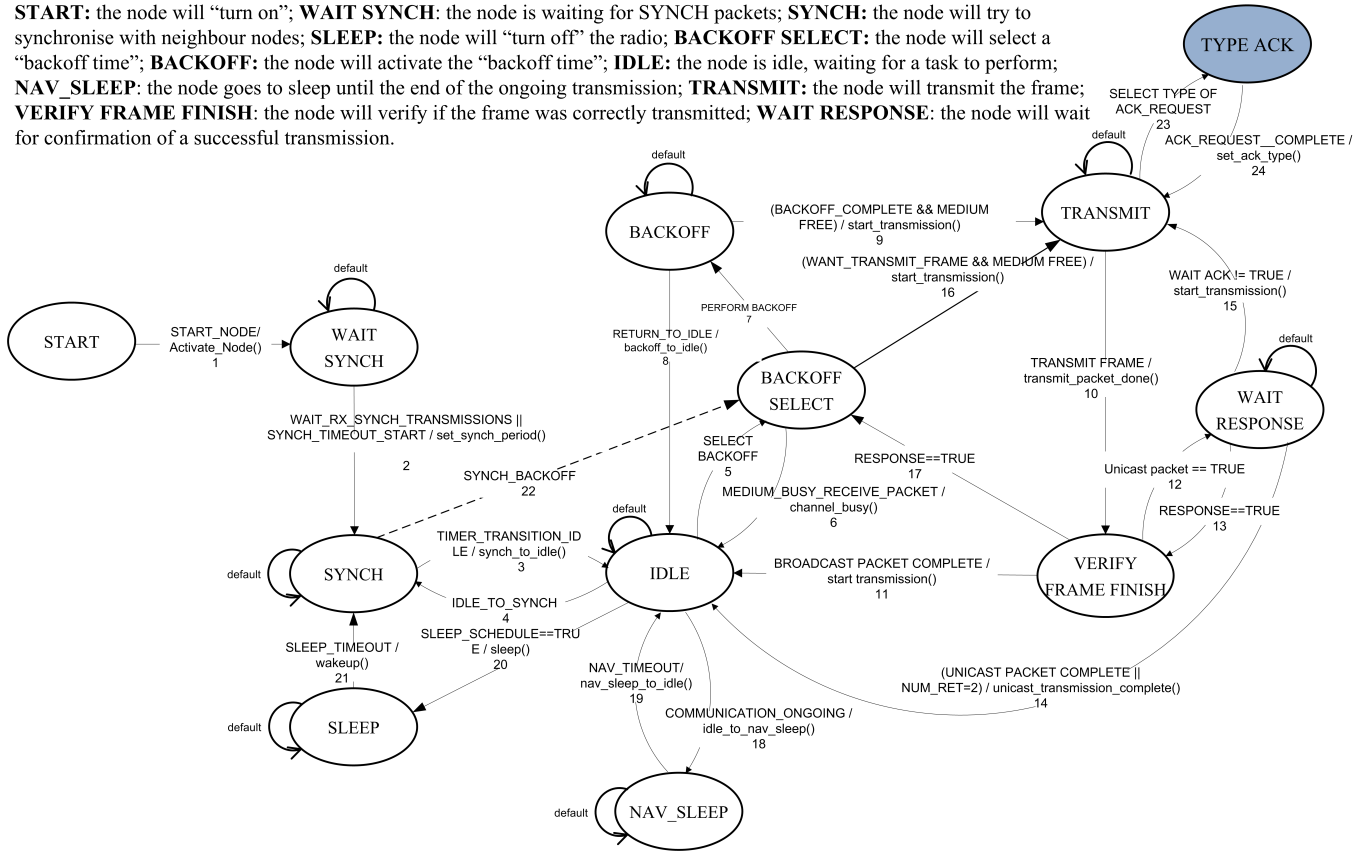 START: the node will “turn on”; WAIT SYNCH: the node is waiting for SYNCH packets; SYNCH: the node will try to
synchronise with neighbour nodes; SLEEP: the node will “turn off” the radio; BACKOFF SELECT: the node will select a
“backoff time”; BACKOFF: the node will activate the “backoff time”; IDLE: the node is idle, waiting for a task to perform;
NAV_SLEEP: the node goes to sleep until the end of the ongoing transmission; TRANSMIT: the node will transmit the frame;
VERIFY FRAME FINISH: the node will verify if the frame was correctly transmitted; WAIT RESPONSE: the node will wait
for confirmation of a successful transmission.
TYPE ACK
SELECT TYPE OF
ACK_REQUEST
23
ACK_REQUEST__COMPLETE /
set_ack_type()
24
default
TRANSMIT
default
BACKOFF
(BACKOFF_COMPLETE && MEDIUM
FREE) / start_transmission()
9
(WANT_TRANSMIT_FRAME && MEDIUM FREE) /
start_transmission()
16
WAIT ACK != TRUE /
start_transmission()
15
default
WAIT
SYNCH
START
START_NODE/
Activate_Node()
1
PERFORM BACKOFF
7
RETURN_TO_IDLE /
backoff_to_idle()
8
BACKOFF
SELECT
TRANSMIT FRAME /
transmit_packet_done()
10
default
WAIT
RESPONSE
WAIT_RX_SYNCH_TRANSMISSIONS ||
SYNCH_TIMEOUT_START / set_synch_period()
2
SYNCH_BACKOFF
22
SELECT
BACKOFF
5
RESPONSE==TRUE
17
Unicast packet == TRUE
12
MEDIUM_BUSY_RECEIVE_PACKET /
channel_busy()
6
RESPONSE==TRUE
13
default
SYNCH
TIMER_TRANSITION_ID
LE / synch_to_idle()
3
default
IDLE
BROADCAST PACKET COMPLETE /
start transmission()
11
VERIFY
FRAME FINISH
IDLE_TO_SYNCH
4
SLEEP_SCHEDULE==TRU
E / sleep()
20
SLEEP_TIMEOUT /
wakeup()
21
NAV_TIMEOUT/
nav_sleep_to_idle()
19
(UNICAST PACKET COMPLETE ||
NUM_RET=2) / unicast_transmission_complete()
14
default
SLEEP
COMMUNICATION_ONGOING /
idle_to_nav_sleep()
18
default
NAV_SLEEP